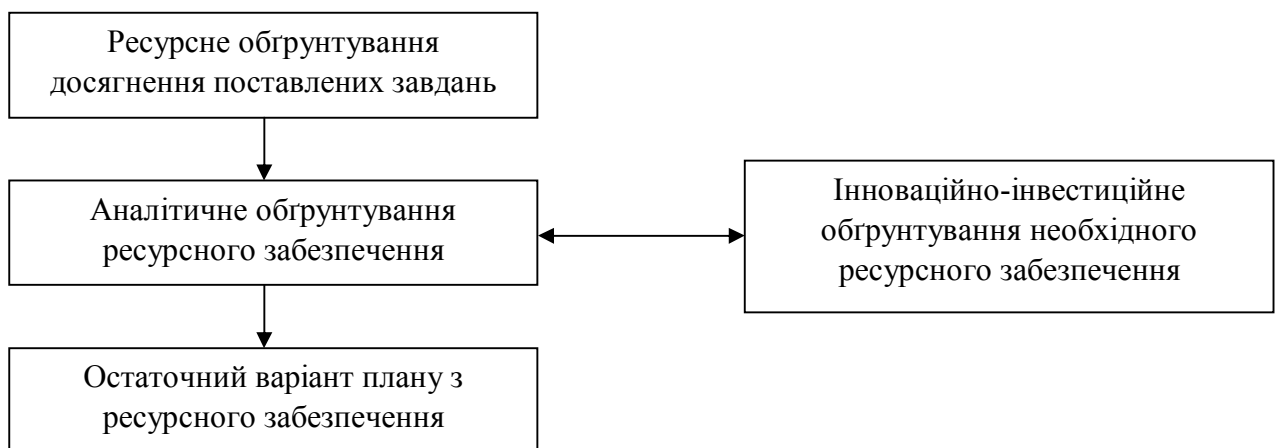 Ресурсне обґрунтування
досягнення поставлених завдань
Аналітичне обґрунтування
ресурсного забезпечення
Інноваційно-інвестиційне
обґрунтування необхідного
ресурсного забезпечення
Остаточний варіант плану з
ресурсного забезпечення